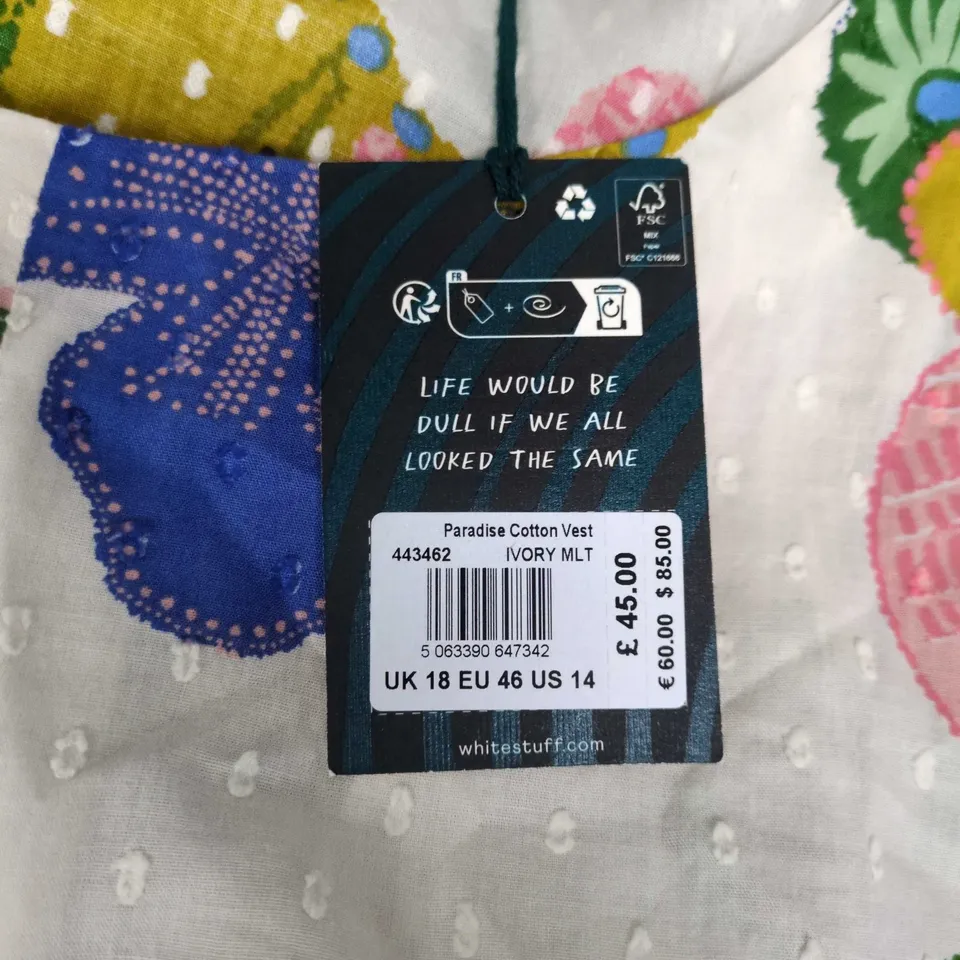 FSC
MIX
Paper
FSC® C121666
FR
+
LIFE WOULD BE
DULL IF WE ALL
LOOKED THE SAME
Paradise Cotton Vest
443462 IVORY MLT
5 063390 647342
UK 18 EU 46 US 14
£ 45.00
€ 60.00 $ 85.00
whitestuff.com